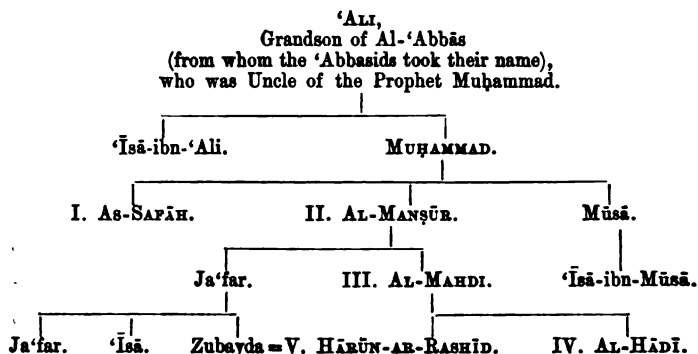 ‘ALI,
Grandson of Al-‘Abbās
(from whom the ‘Abbasids took their name),
who was Uncle of the Prophet Muḥammad.
‘Īsā-ibn-‘Ali. MUḤAMMAD.
I. AS-SAFĀH. II. AL-MANṢŪR. Mūsā.
Ja‘far. III. AL-MAHDI. ‘Īsā-ibn-Mūsā.
Ja‘far. ‘Īsā. Zubayda = V. HĀRŪN-AR-RASHĪD. IV. AL-HĀDĪ.